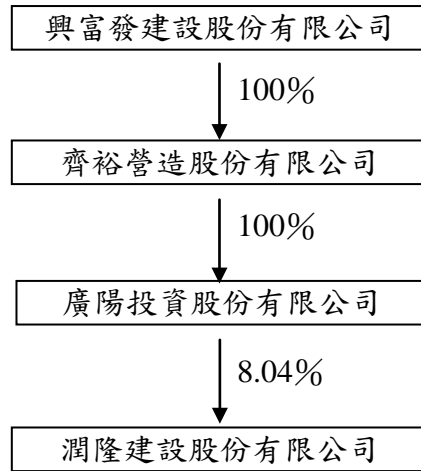 興富發建設股份有限公司
100%
齊裕營造股份有限公司
100%
廣陽投資股份有限公司
8.04%
潤隆建設股份有限公司